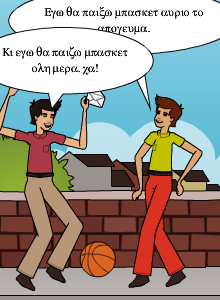 Εγω θα παιξω μπασκετ αυριο το
απογευμα.
Κι εγω θα παιζω μπασκετ
ολη μερα. χα!